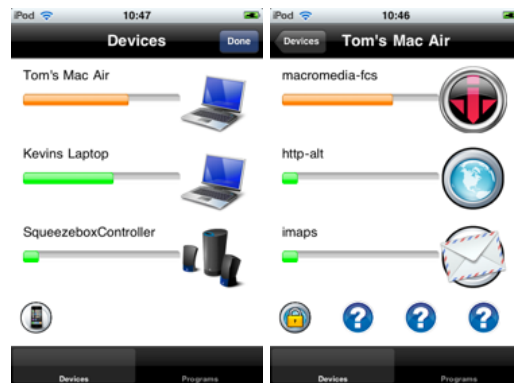 iPod 10:47
Devices Done
Tom's Mac Air
Kevins Laptop
SqueezeboxController
Devices Programs
iPod 10:46
Devices Tom's Mac Air
macromedia-fcs
http-alt
imaps
? ? ?
Devices Programs